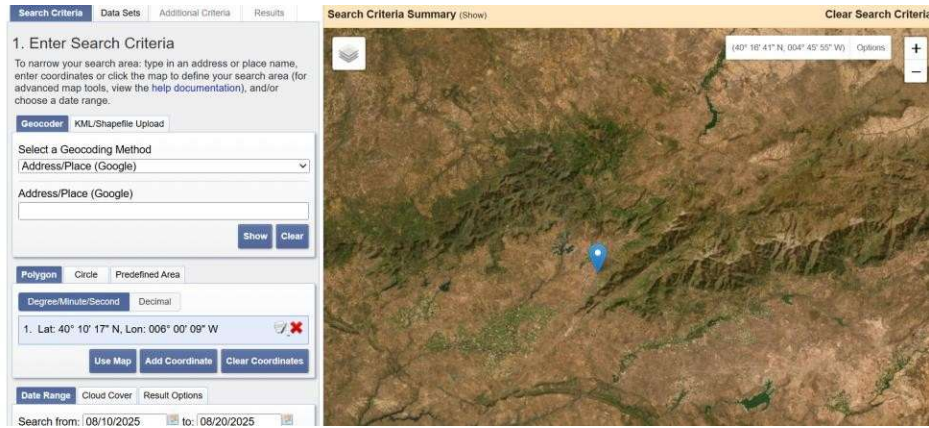 Search Criteria Data Sets Additional Criteria Results
1. Enter Search Criteria
To narrow your search area: type in an address or place name,
enter coordinates or click the map to define your search area (for
advanced map tools, view the help documentation), and/or
choose a date range.
Geocoder KML/Shapefile Upload
Select a Geocoding Method
Address/Place (Google)
Address/Place (Google)
Show Clear
Polygon Circle Predefined Area
Degree/Minute/Second Decimal
1. Lat: 40° 10' 17" N, Lon: 006° 00' 09" W
Use Map Add Coordinate Clear Coordinates
Date Range Cloud Cover Result Options
Search from: 08/10/2025 to: 08/20/2025
Search Criteria Summary (Show) Clear Search Criteria
(40° 16' 41" N, 004° 45' 55" W) Options
+
−